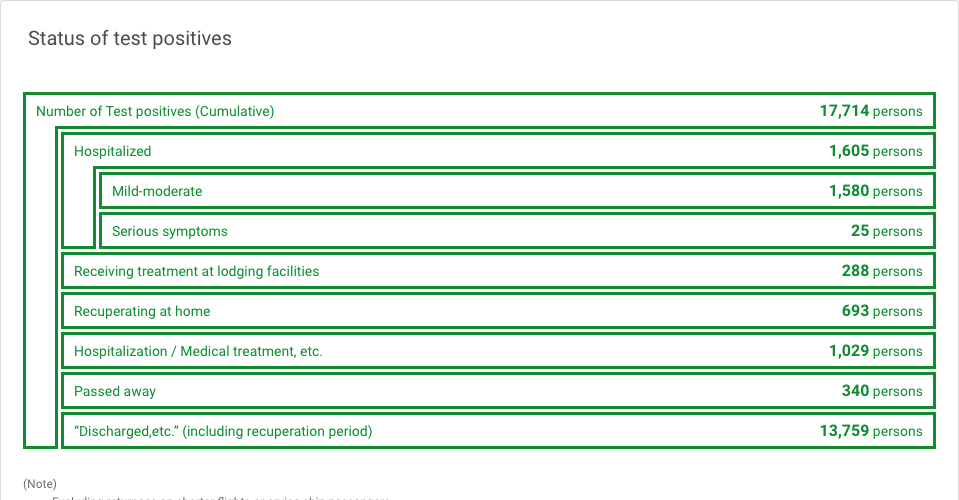 Status of test positives
Number of Test positives (Cumulative) 17,714 persons
Hospitalized 1,605 persons
Mild-moderate 1,580 persons
Serious symptoms 25 persons
Receiving treatment at lodging facilities 288 persons
Recuperating at home 693 persons
Hospitalization / Medical treatment, etc. 1,029 persons
Passed away 340 persons
“Discharged,etc.” (including recuperation period) 13,759 persons
(Note)